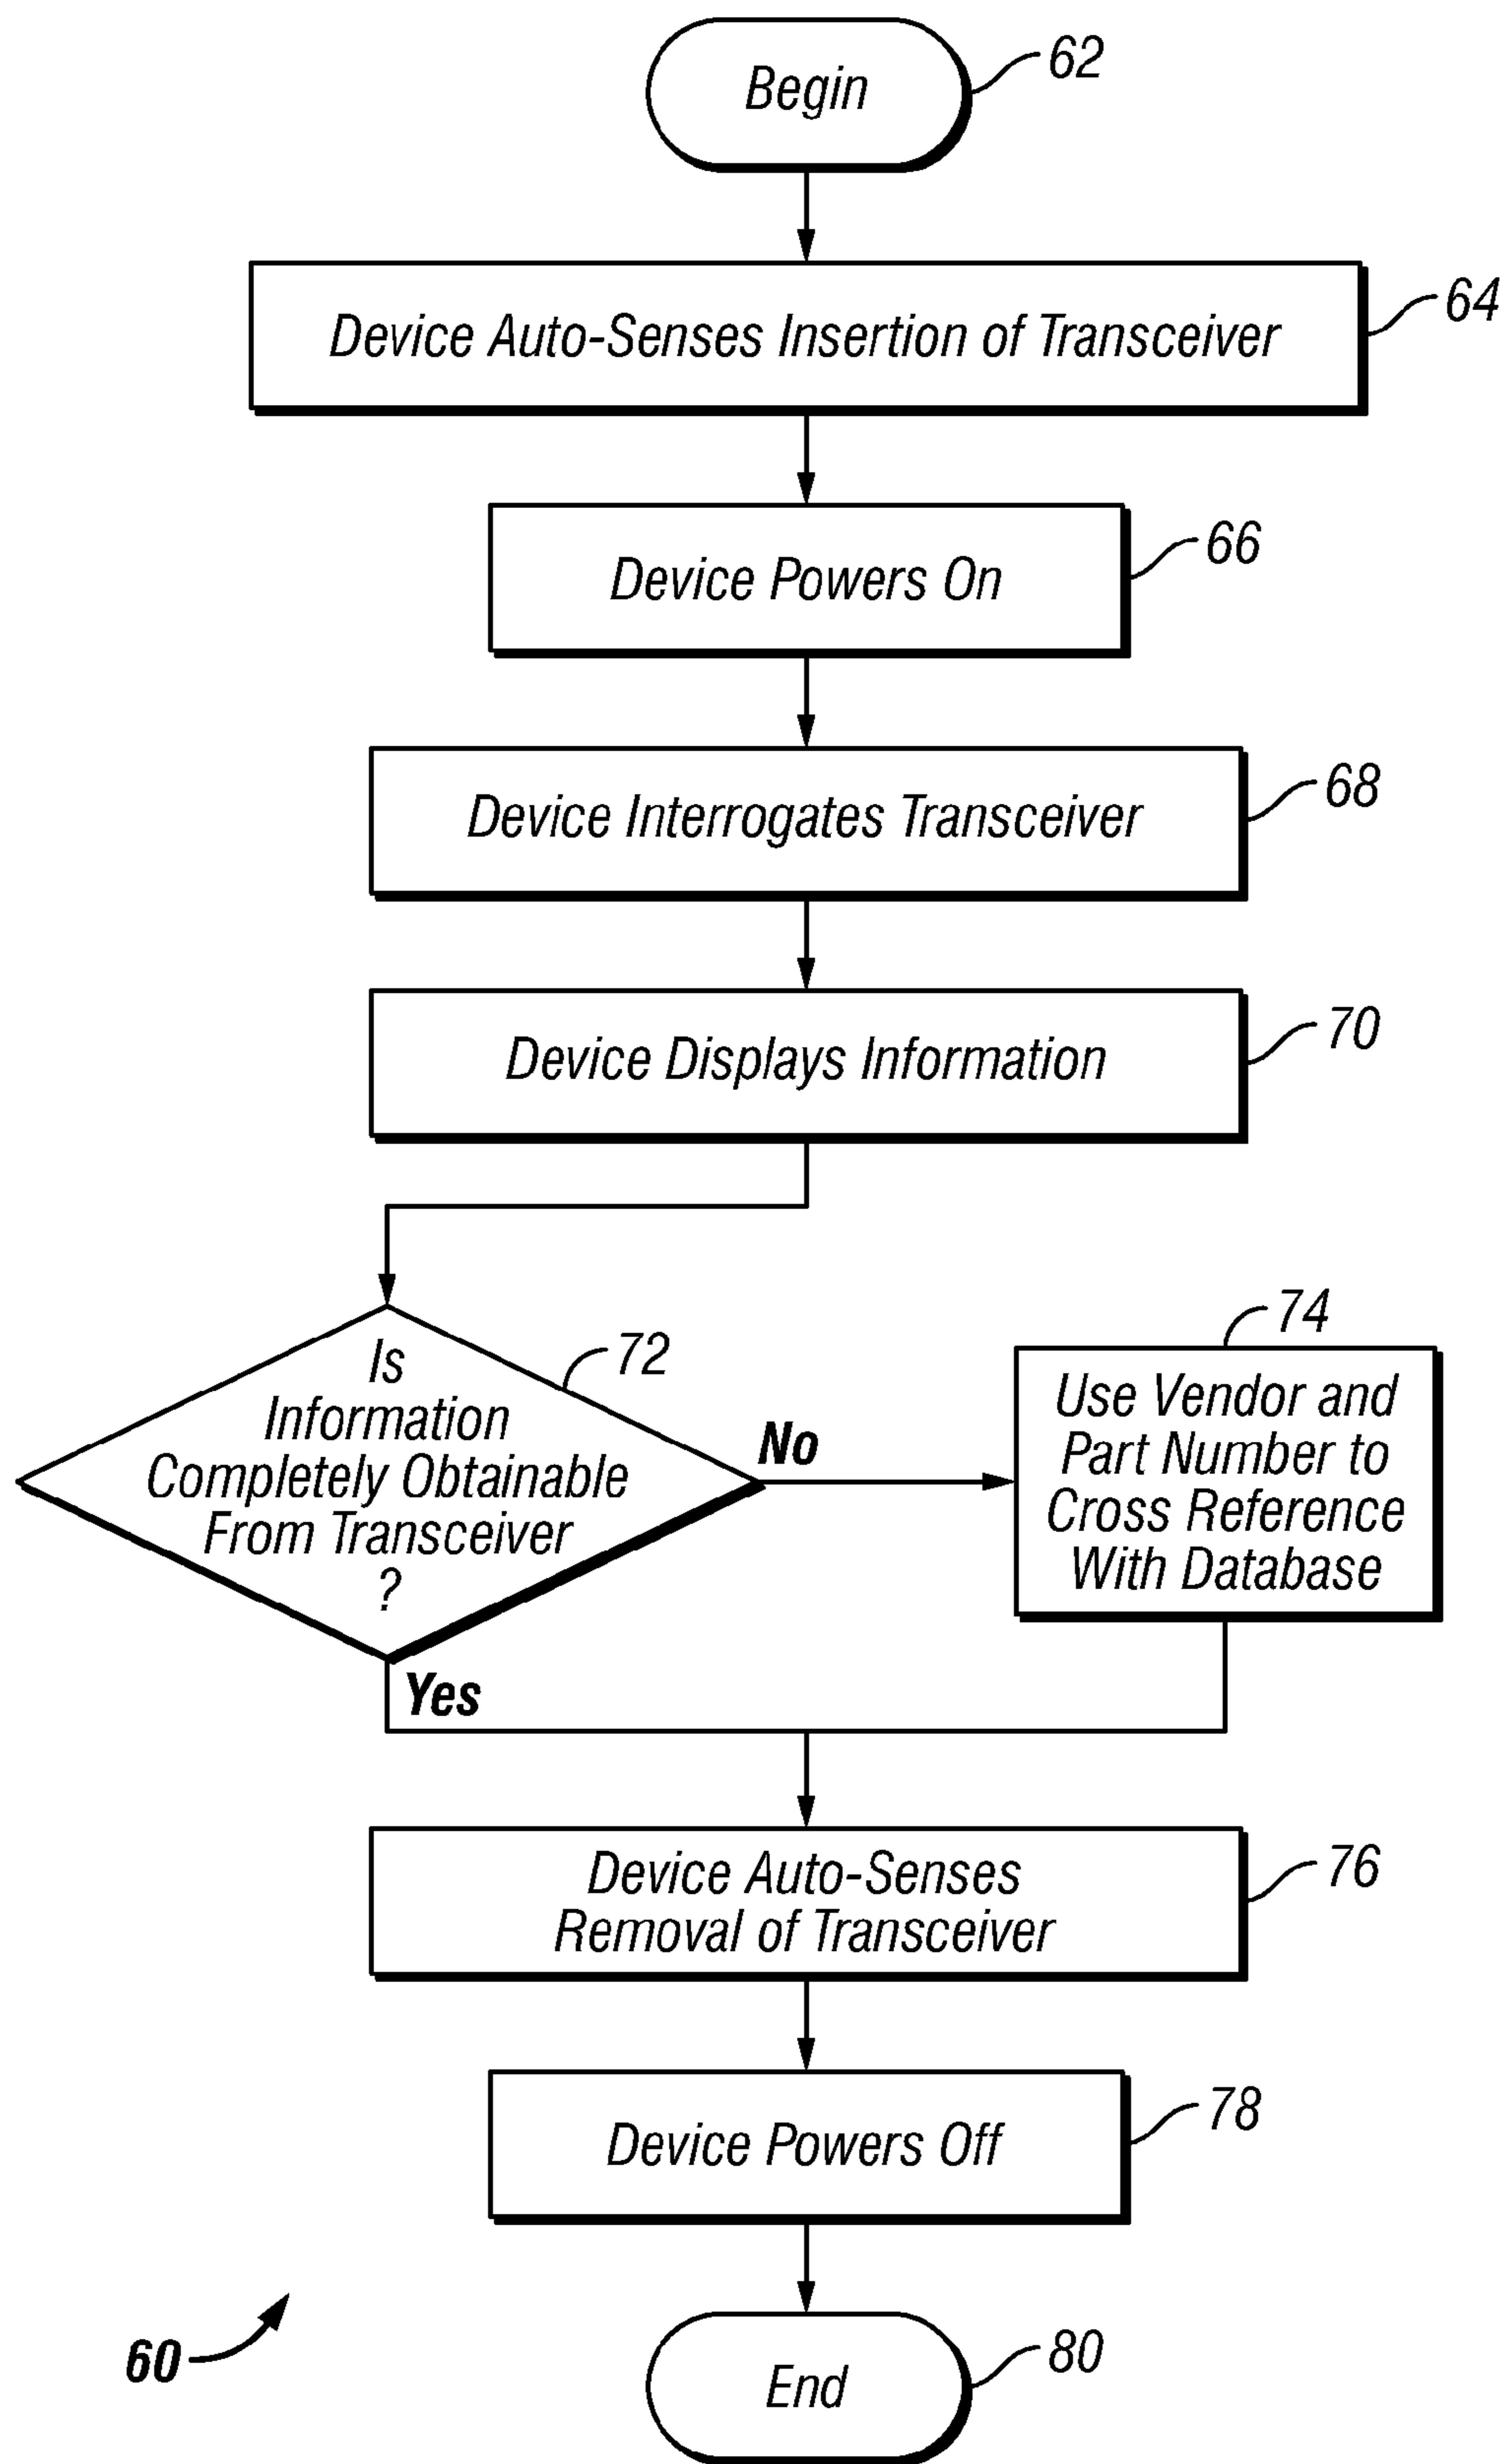 Begin
62
Device Auto-Senses Insertion of Transceiver
64
Device Powers On
66
Device Interrogates Transceiver
68
Device Displays Information
70
Is
Information
Completely Obtainable
From Transceiver
?
72
No
Yes
74
Use Vendor and
Part Number to
Cross Reference
With Database
Device Auto-Senses
Removal of Transceiver
76
Device Powers Off
78
End
80
60